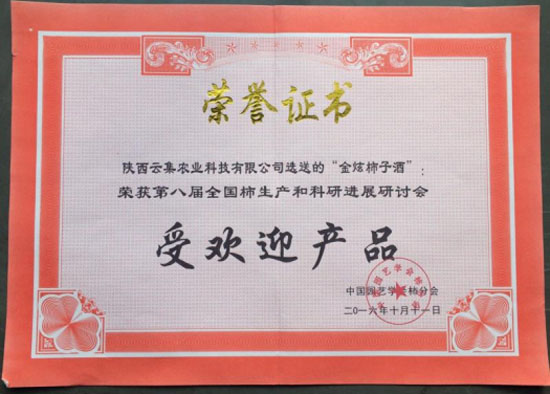 荣誉证书
陕西云集农业科技有限公司选送的“金炫柿子酒”：
荣获第八届全国柿生产和科研进展研讨会
受欢迎产品
中国园艺学会柿分会
二〇一六年十月十一日